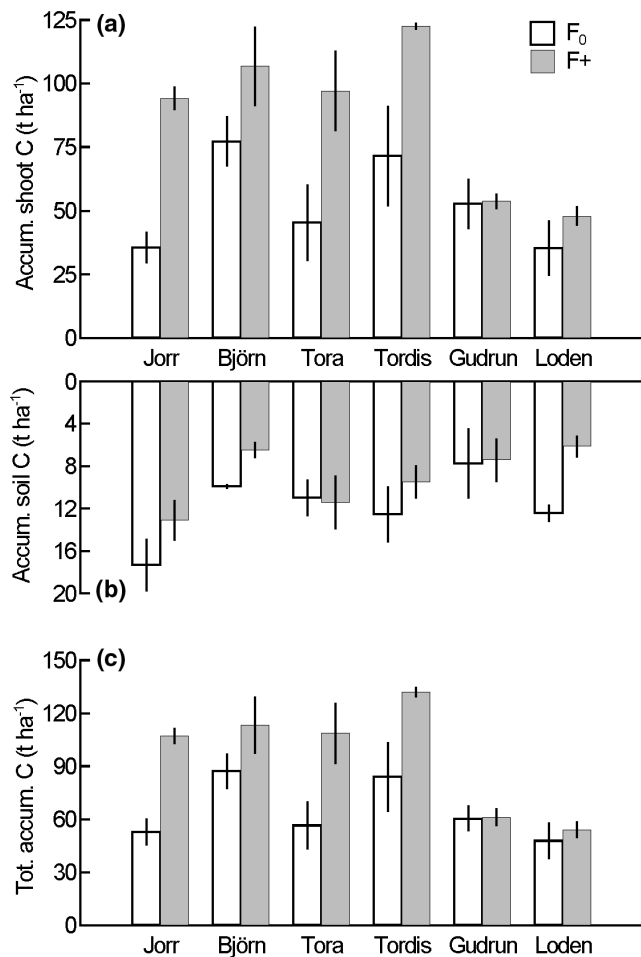 (a)
F₀
F+
125
100
75
50
25
0
Accum. shoot C (t ha⁻¹)
Jorr Björn Tora Tordis Gudrun Loden
0
4
8
12
16
20
Accum. soil C (t ha⁻¹)
(b)
(c)
150
120
90
60
30
0
Tot. accum. C (t ha⁻¹)
Jorr Björn Tora Tordis Gudrun Loden